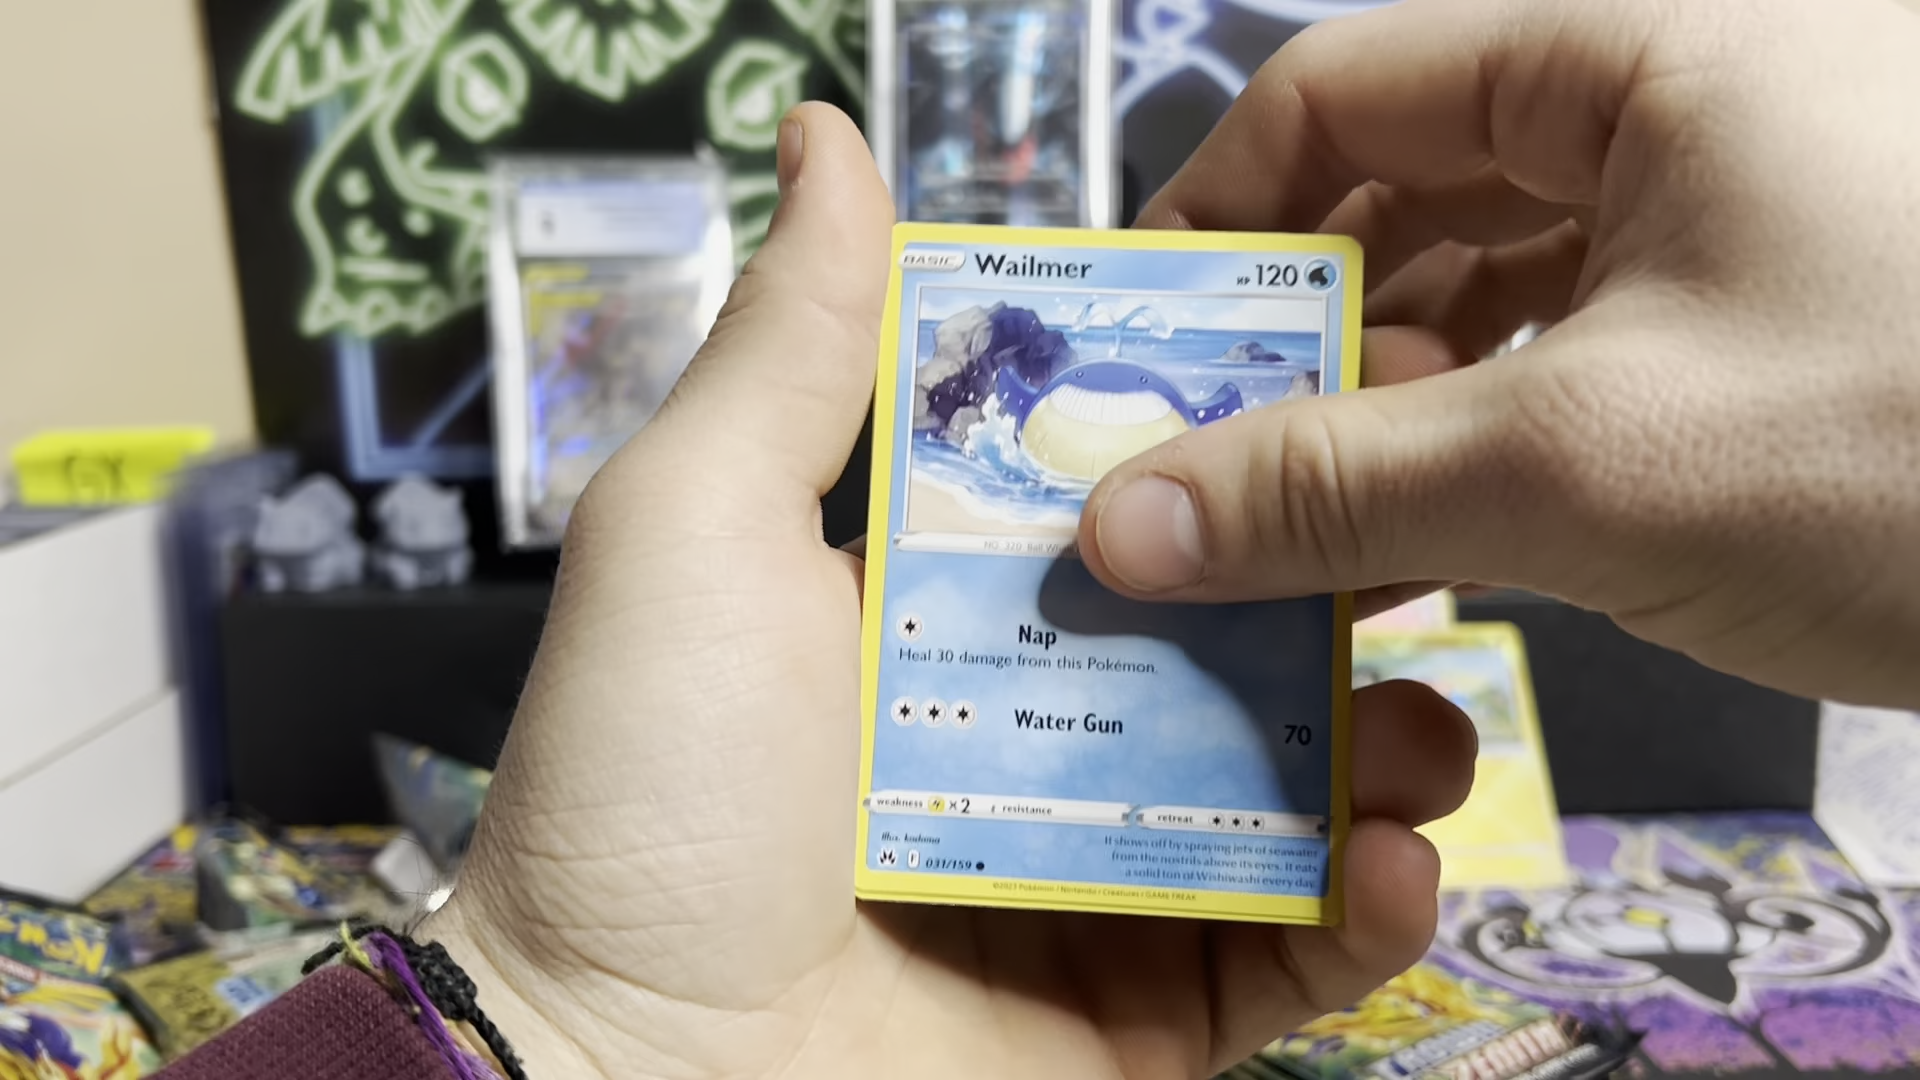 BASIC Wailmer HP 120
NO. 320 Ball Whale
Nap
Heal 30 damage from this Pokémon.
Water Gun 70
weakness ×2 resistance retreat
Illus. kodama
It shows off by spraying jets of seawater
from the nostrils above its eyes. It eats
a solid ton of Wishiwashi every day.
F 031/159
©2023 Pokémon / Nintendo / Creatures / GAME FREAK
GX
ZENITH